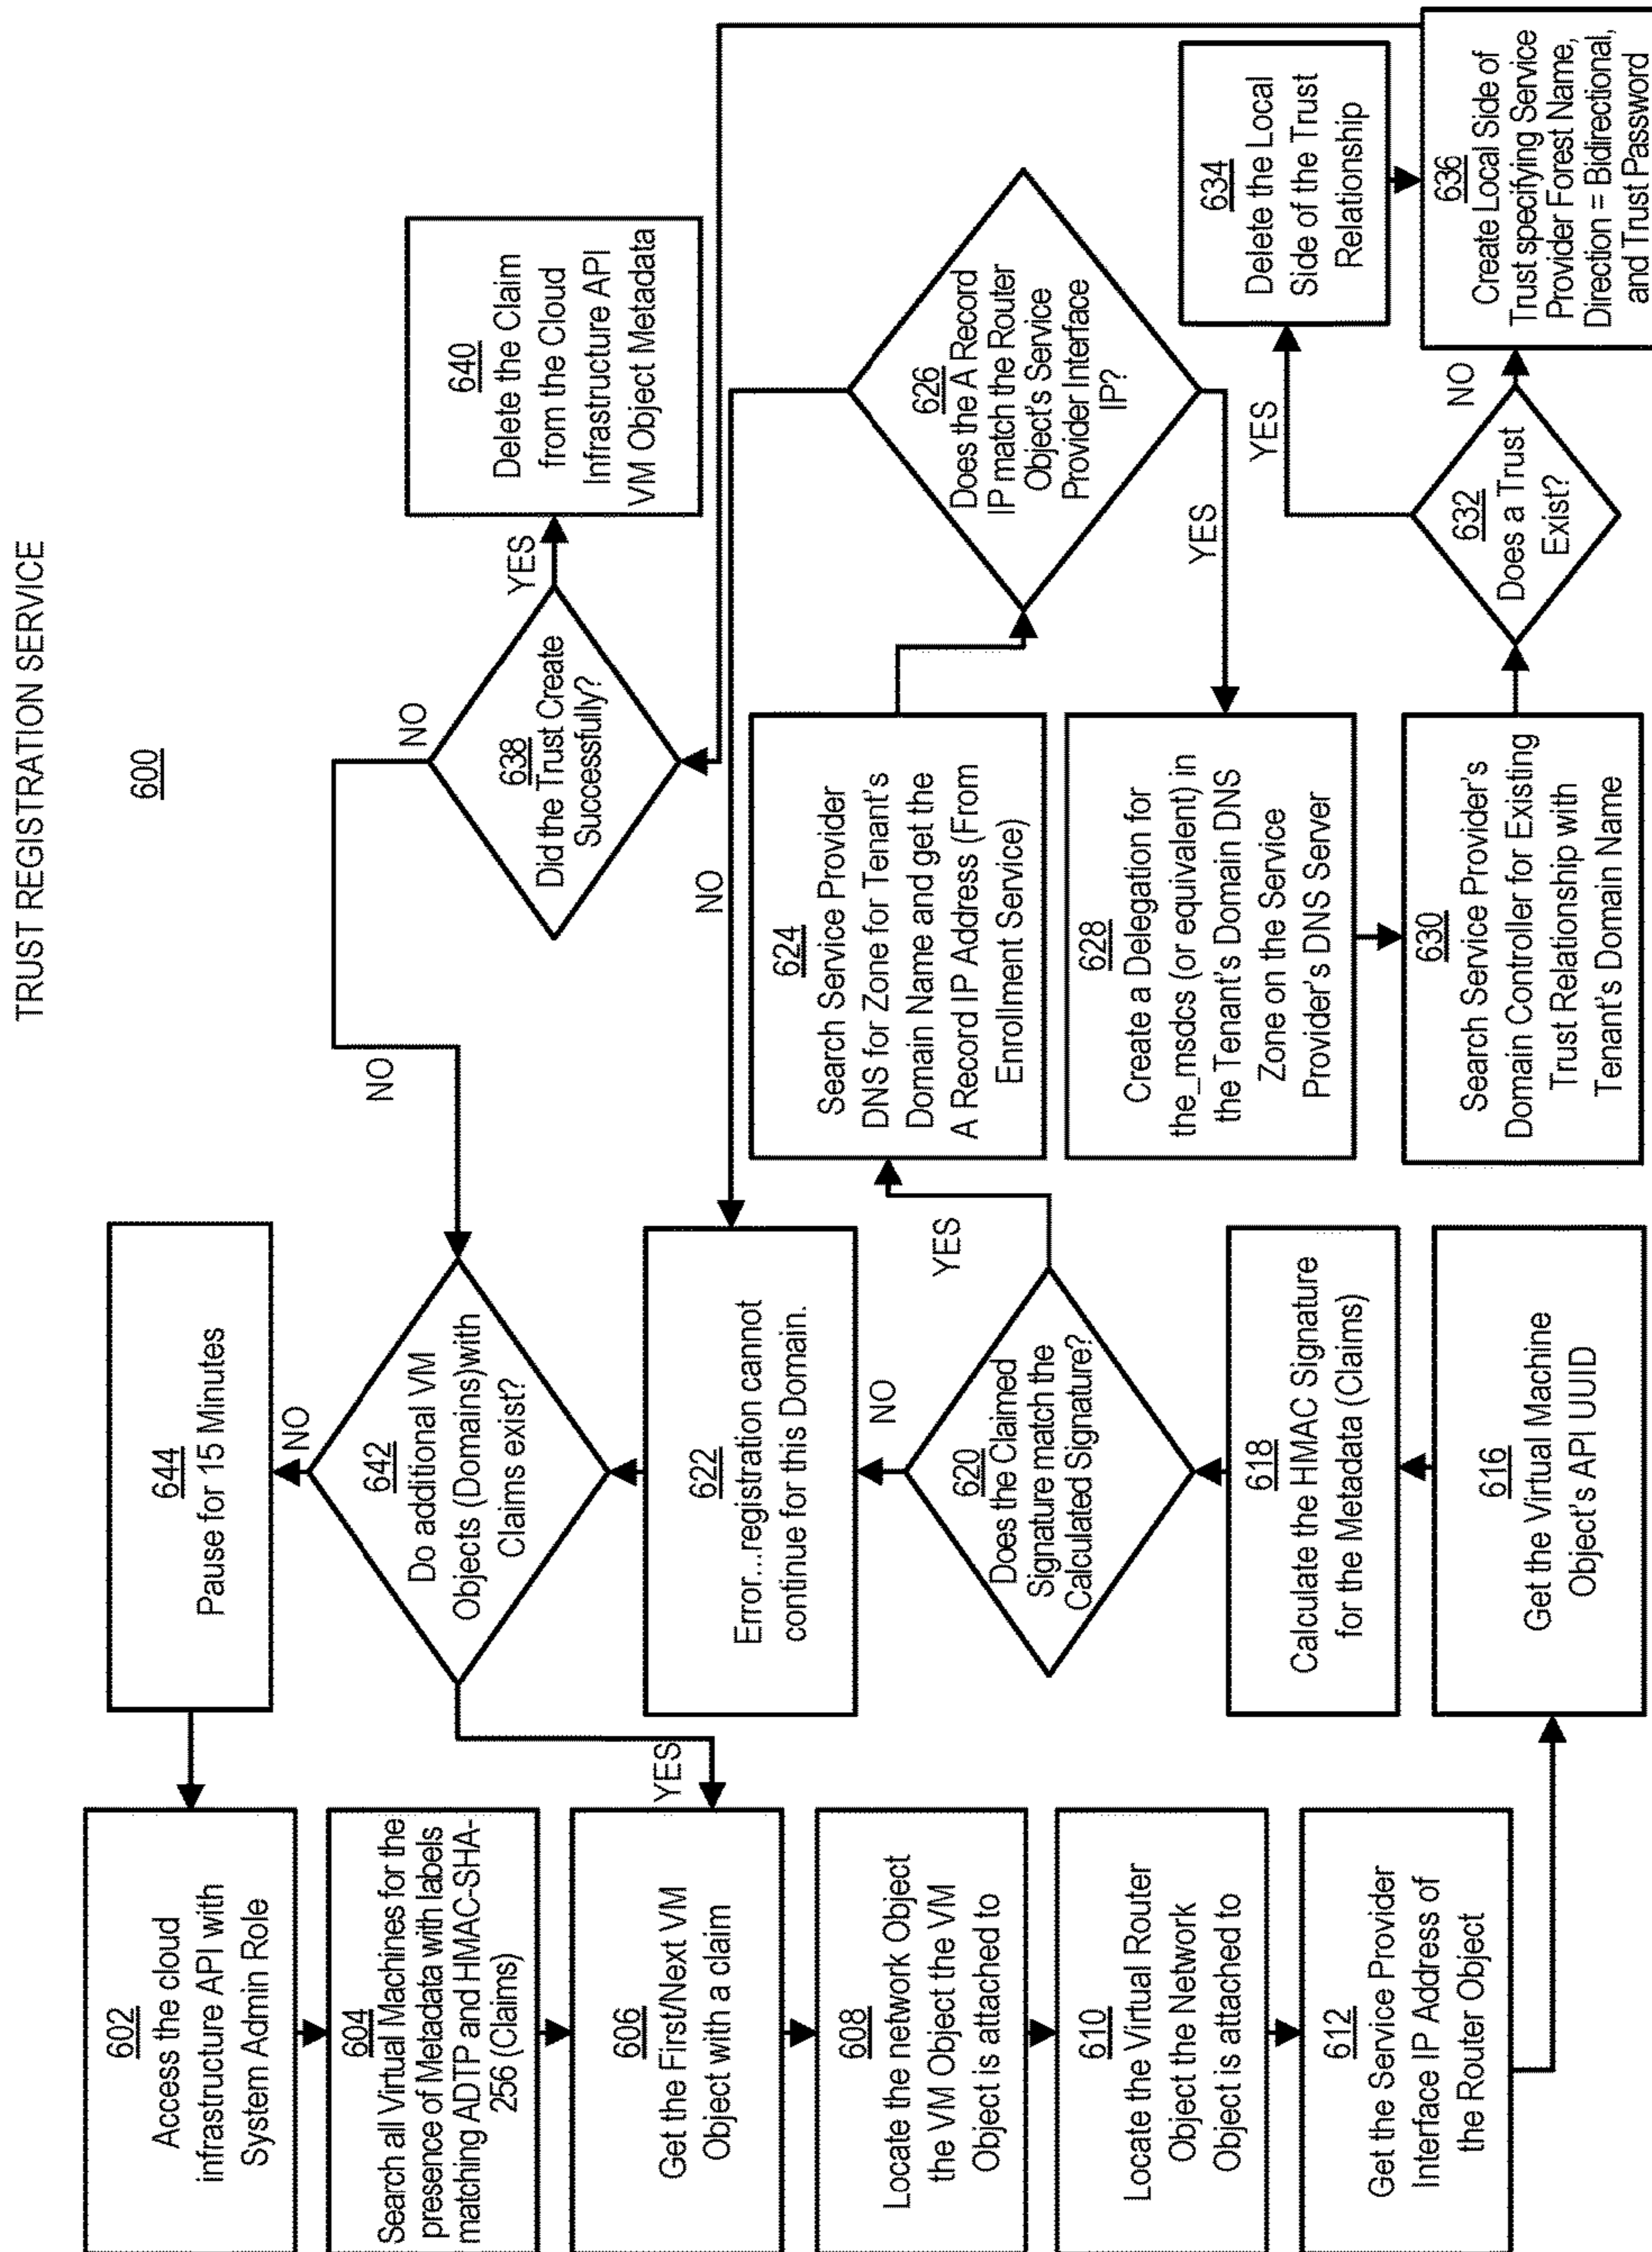 TRUST REGISTRATION SERVICE
600
602
Access the cloud
infrastructure API with
System Admin Role
604
Search all Virtual Machines for the
presence of Metadata with labels
matching ADTP and HMAC-SHA-
256 (Claims)
606
Get the First/Next VM
Object with a claim
608
Locate the network Object
the VM Object the VM
Object is attached to
610
Locate the Virtual Router
Object the Network
Object is attached to
612
Get the Service Provider
Interface IP Address of
the Router Object
644
Pause for 15 Minutes
NO
642
Do additional VM
Objects (Domains)with
Claims exist?
YES
622
Error...registration cannot
continue for this Domain.
NO
620
Does the Claimed
Signature match the
Calculated Signature?
YES
618
Calculate the HMAC Signature
for the Metadata (Claims)
616
Get the Virtual Machine
Object's API UUID
NO
NO
638
Did the Trust Create
Successfully?
YES
640
Delete the Claim
from the Cloud
Infrastructure API
VM Object Metadata
NO
624
Search Service Provider
DNS for Zone for Tenant's
Domain Name and get the
A Record IP Address (From
Enrollment Service)
626
Does the A Record
IP match the Router
Object's Service
Provider Interface
IP?
YES
628
Create a Delegation for
the_msdcs (or equivalent) in
the Tenant's Domain DNS
Zone on the Service
Provider's DNS Server
630
Search Service Provider's
Domain Controller for Existing
Trust Relationship with
Tenant's Domain Name
632
Does a Trust
Exist?
YES
NO
634
Delete the Local
Side of the Trust
Relationship
636
Create Local Side of
Trust specifying Service
Provider Forest Name,
Direction = Bidirectional,
and Trust Password